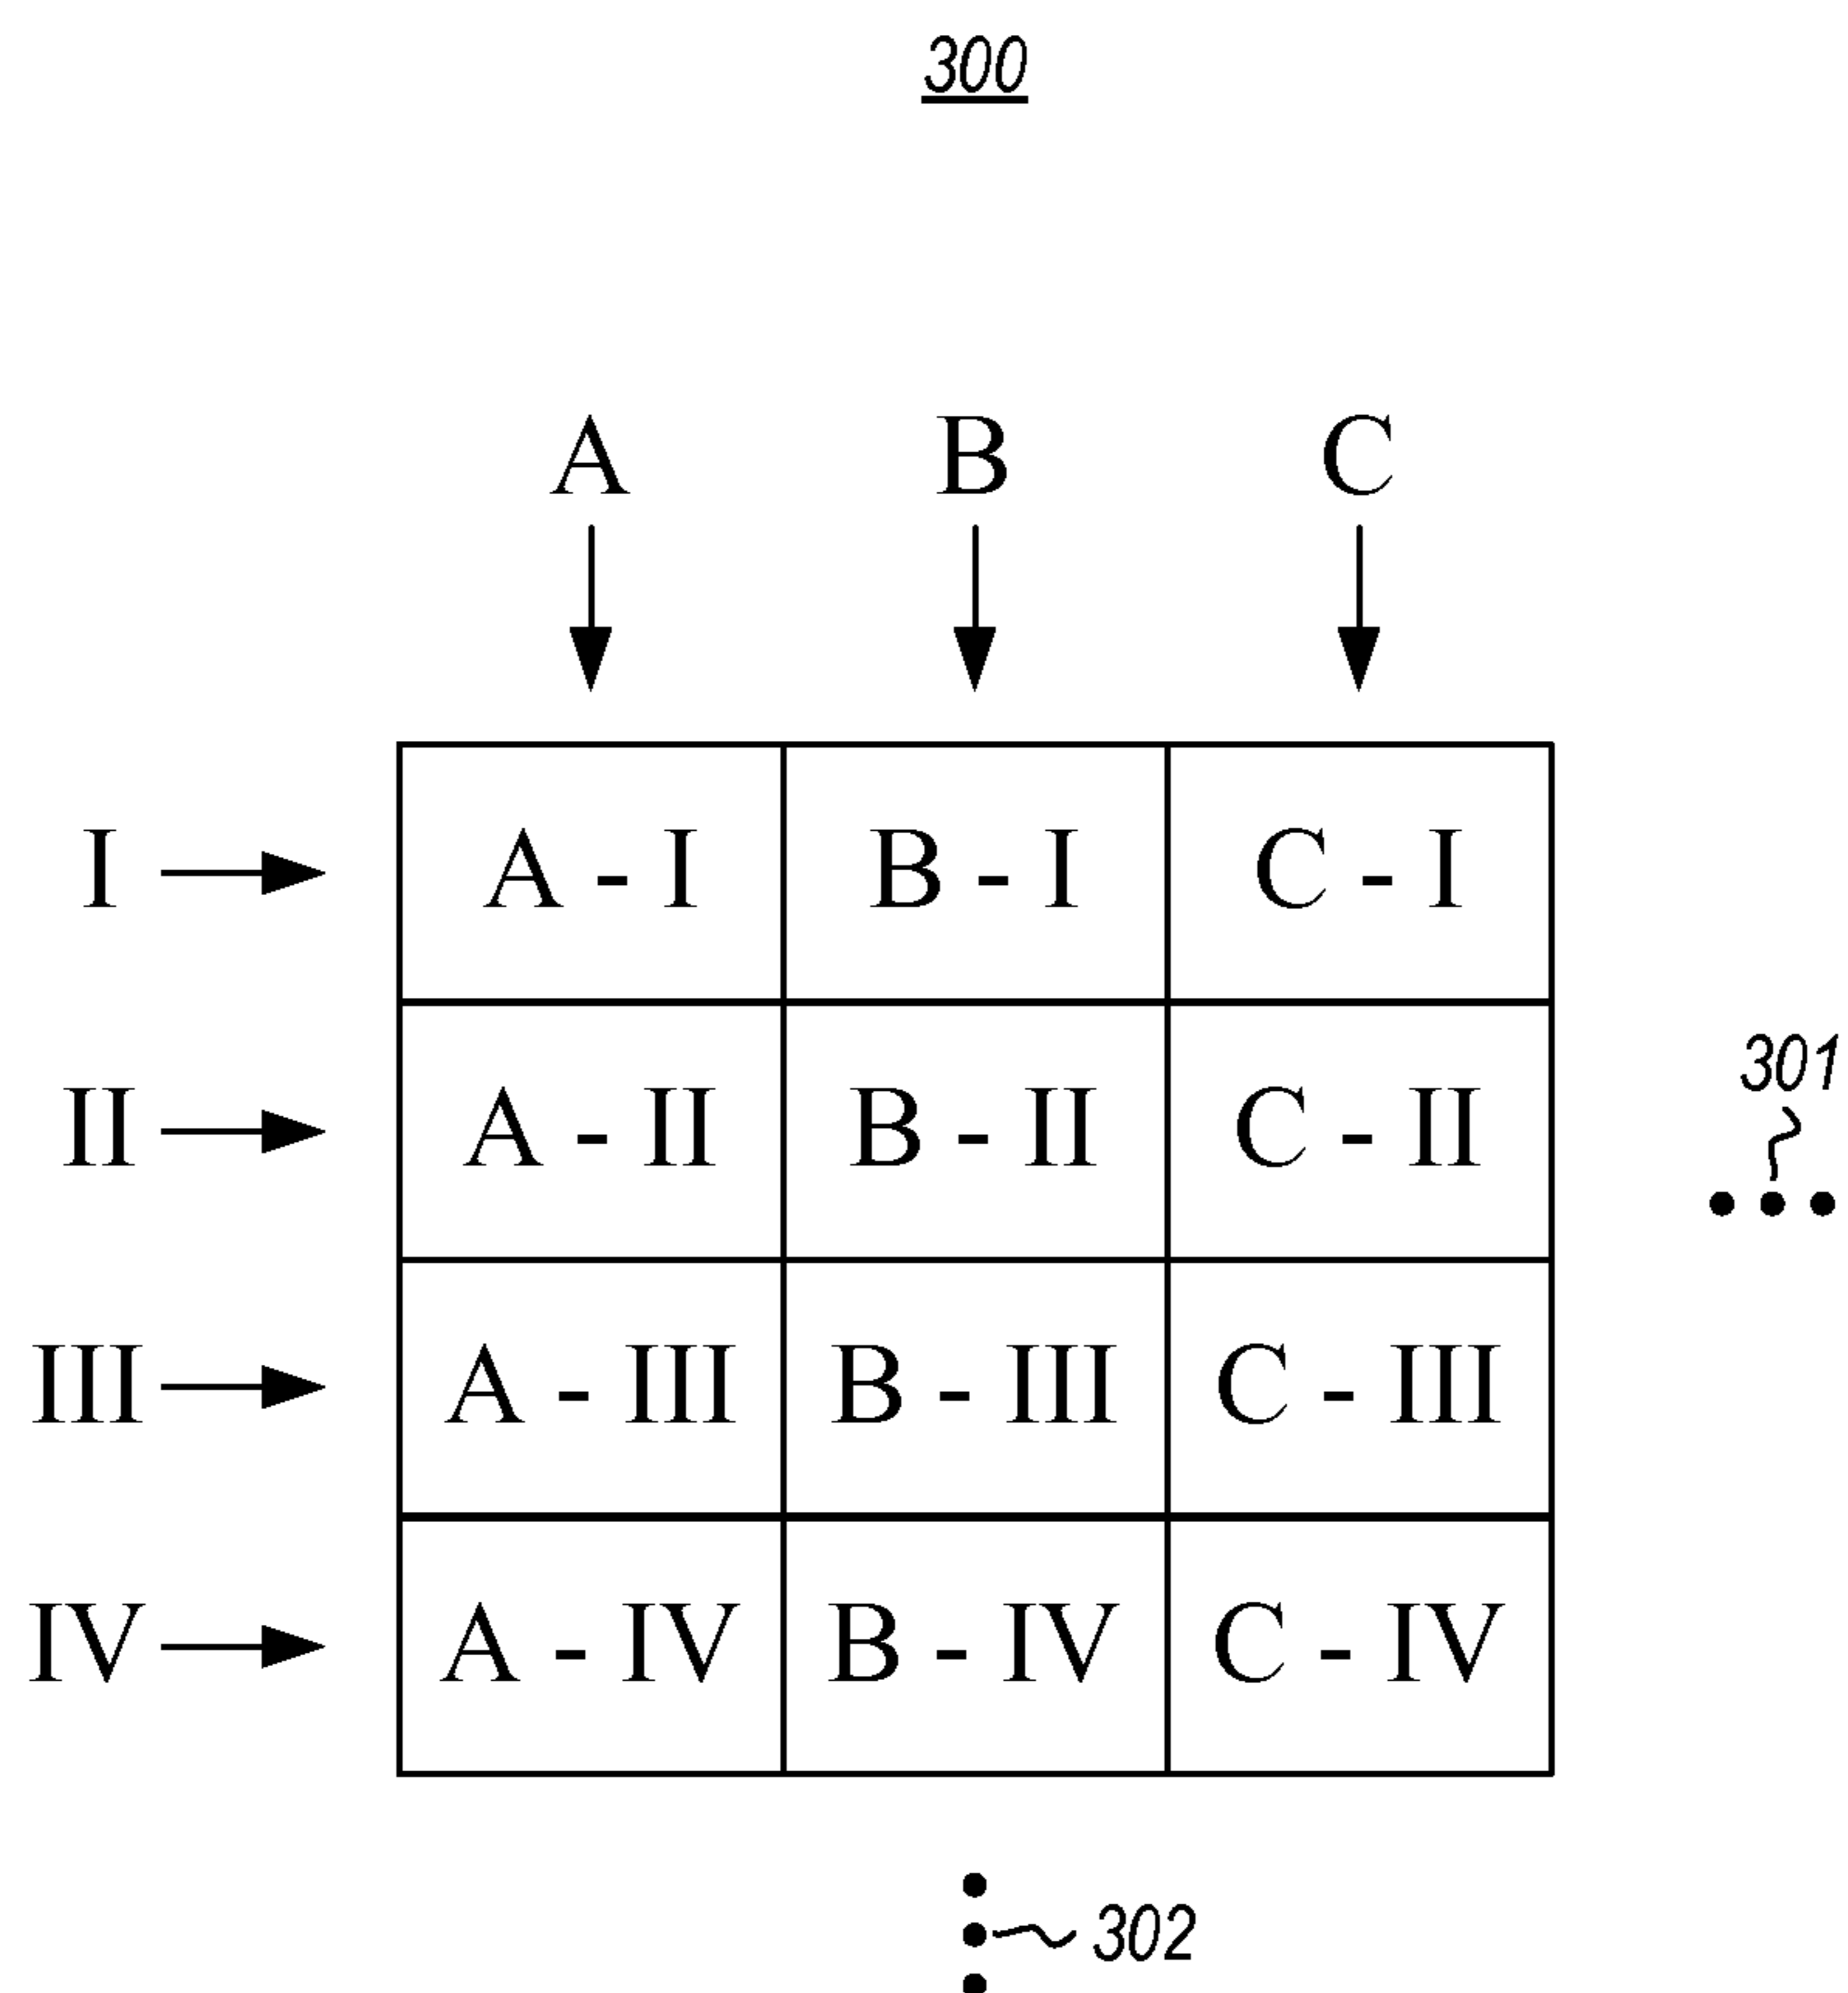 300
A B C
I A - I B - I C - I
301
II A - II B - II C - II
III A - III B - III C - III
IV A - IV B - IV C - IV
302